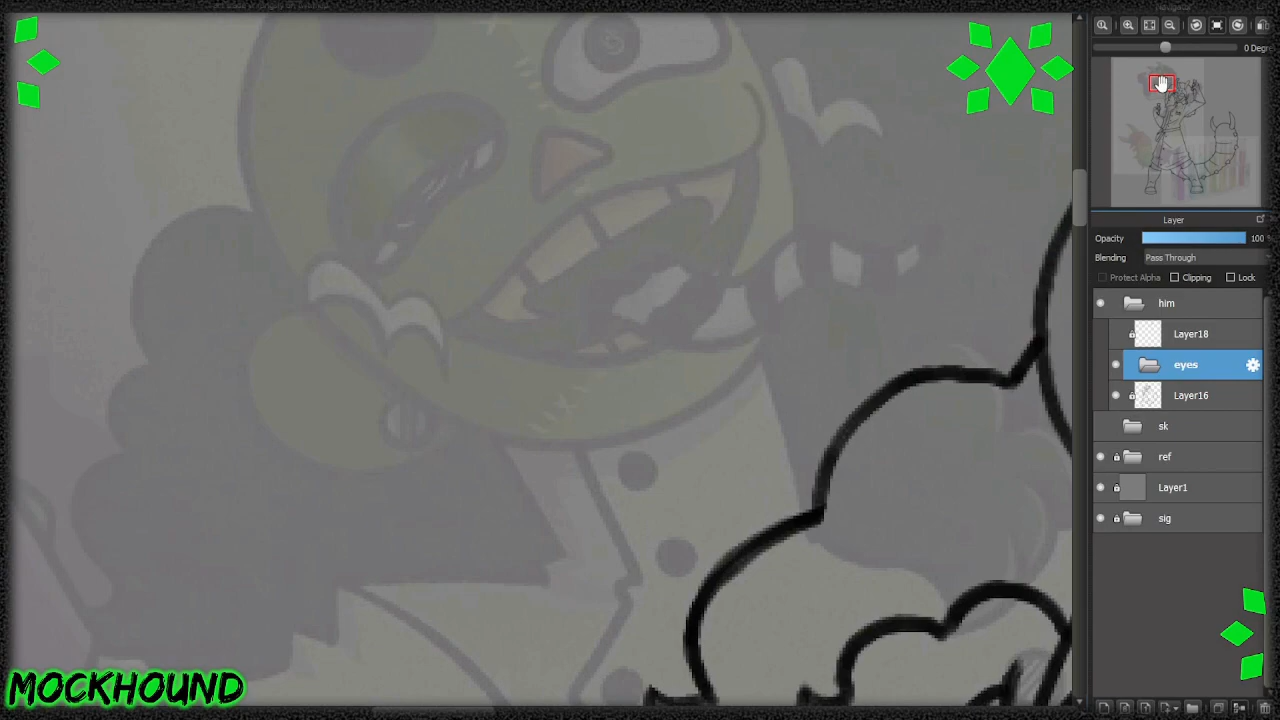 0 Degr
Layer
Opacity 100
Blending Pass Through
Protect Alpha Clipping Lock
him
Layer18
eyes
Layer16
sk
ref
Layer1
sig
MOCKHOUND